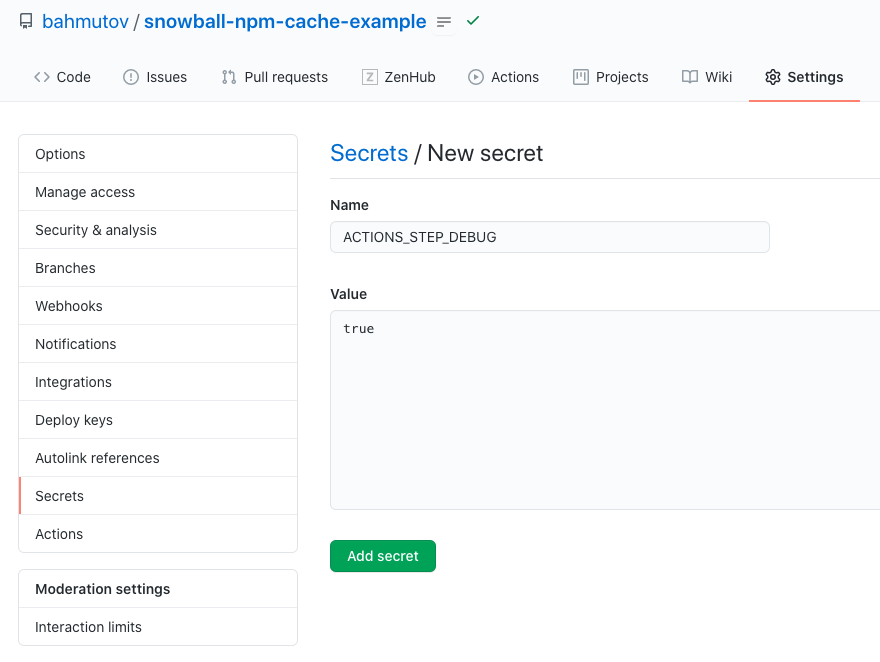 bahmutov / snowball-npm-cache-example
Code Issues Pull requests ZenHub Actions Projects Wiki Settings
Options
Manage access
Security & analysis
Branches
Webhooks
Notifications
Integrations
Deploy keys
Autolink references
Secrets
Actions
Moderation settings
Interaction limits
Secrets / New secret
Name
ACTIONS_STEP_DEBUG
Value
true
Add secret